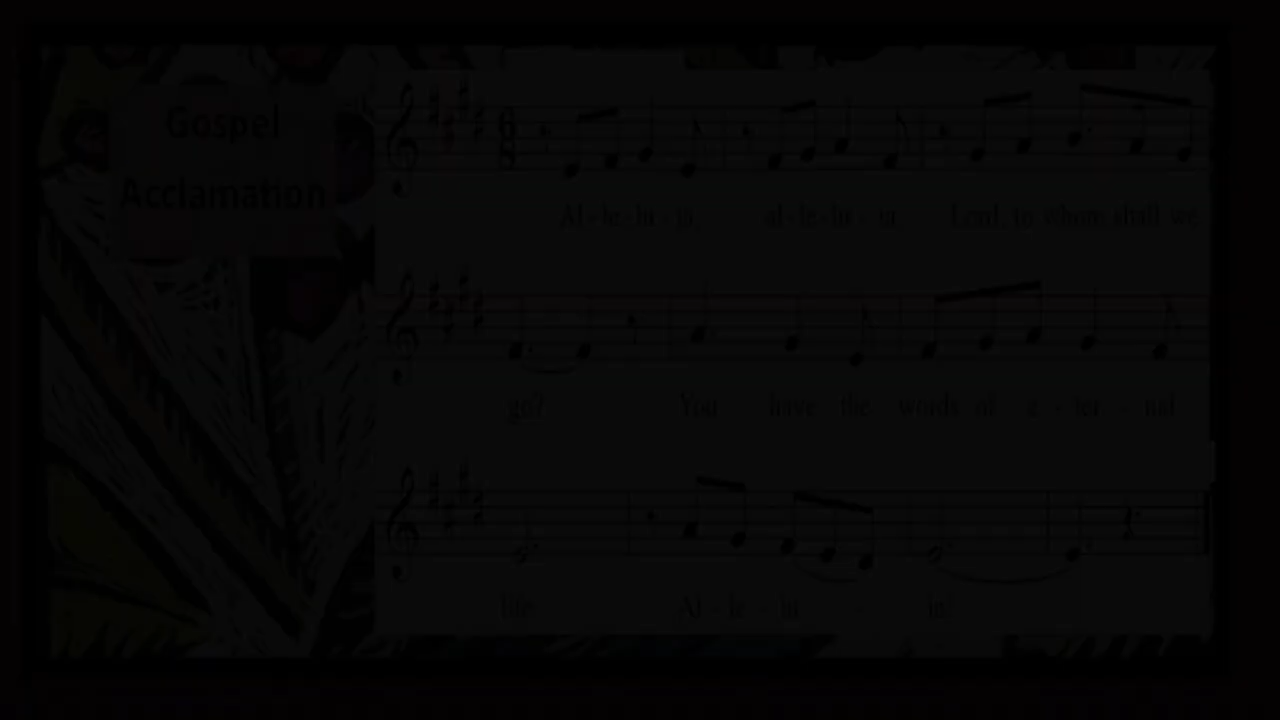 Gospel
Acclamation
Al - le - lu - ia, al - le - lu - ia. Lord, to whom shall we
go? You have the words of e - ter - nal
life. Al - le - lu - ia!